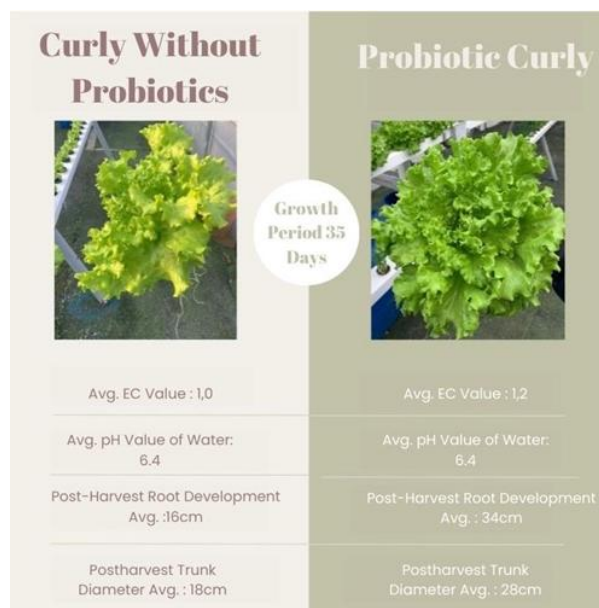 Curly Without
Probiotics
Probiotic Curly
Growth
Period 35
Days
Avg. EC Value : 1,0
Avg. EC Value : 1,2
Avg. pH Value of Water:
6.4
Avg. pH Value of Water:
6.4
Post-Harvest Root Development
Avg. :16cm
Post-Harvest Root Development
Avg. : 34cm
Postharvest Trunk
Diameter Avg. : 18cm
Postharvest Trunk
Diameter Avg. : 28cm